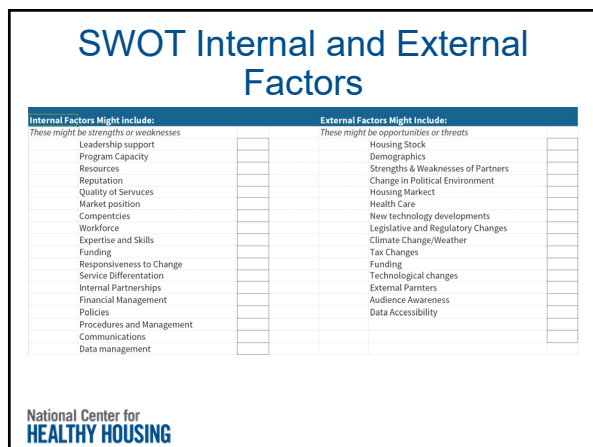 SWOT Internal and External
Factors
Internal Factors Might include:
These might be strengths or weaknesses
Leadership support
Program Capacity
Resources
Reputation
Quality of Servuces
Market position
Compentcies
Workforce
Expertise and Skills
Funding
Responsiveness to Change
Service Differentation
Internal Partnerships
Financial Management
Policies
Procedures and Management
Communications
Data management
External Factors Might Include:
These might be opportunities or threats
Housing Stock
Demographics
Strengths & Weaknesses of Partners
Change in Political Environment
Housing Markect
Health Care
New technology developments
Legislative and Regulatory Changes
Climate Change/Weather
Tax Changes
Funding
Technological changes
External Parnters
Audience Awareness
Data Accessibility
National Center for
HEALTHY HOUSING